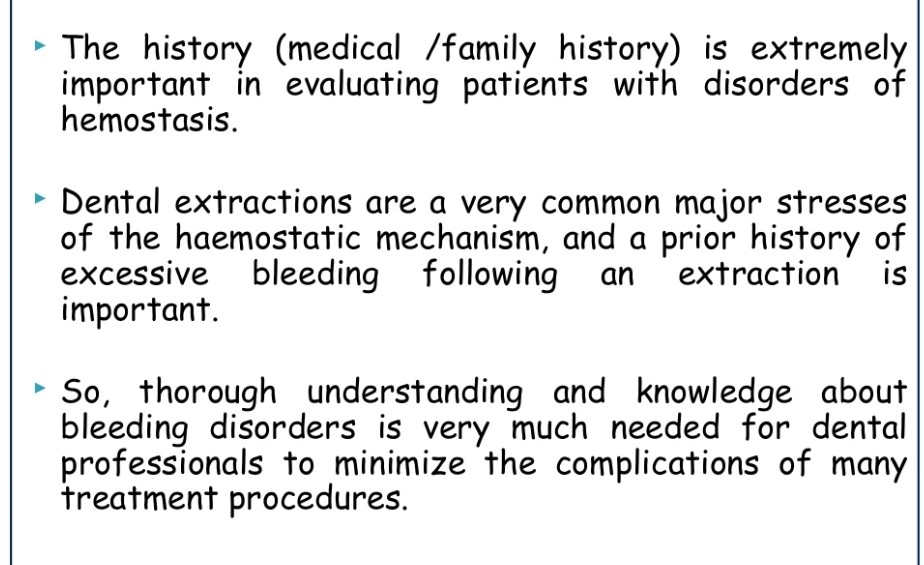 The history (medical /family history) is extremely
important in evaluating patients with disorders of
hemostasis.
Dental extractions are a very common major stresses
of the haemostatic mechanism, and a prior history of
excessive bleeding following an extraction is
important.
So, thorough understanding and knowledge about
bleeding disorders is very much needed for dental
professionals to minimize the complications of many
treatment procedures.